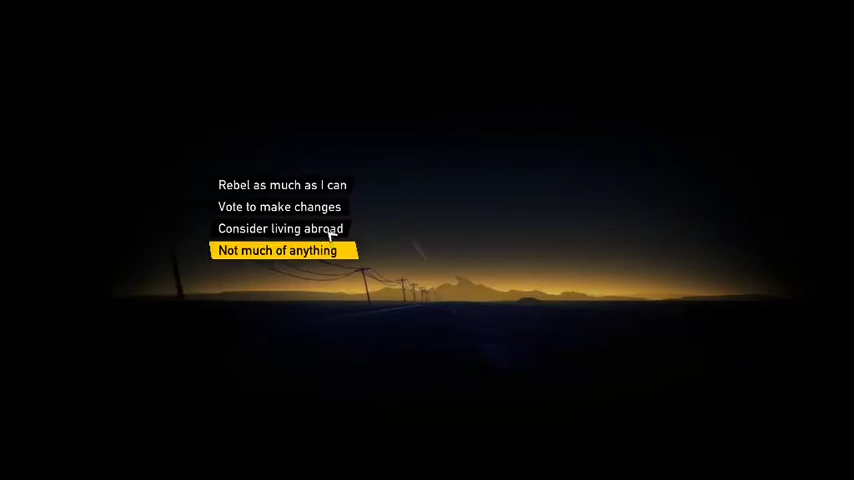 Rebel as much as I can
Vote to make changes
Consider living abroad
Not much of anything